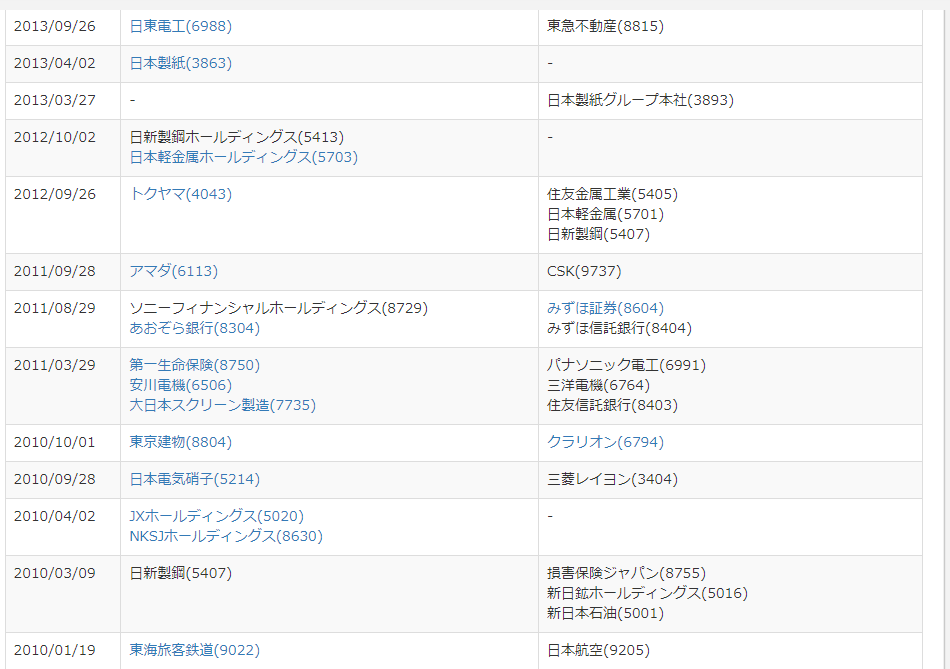 2013/09/26 日東電工(6988) 東急不動産(8815)
2013/04/02 日本製紙(3863) -
2013/03/27 - 日本製紙グループ本社(3893)
2012/10/02 日新製鋼ホールディングス(5413) -
日本軽金属ホールディングス(5703)
2012/09/26 トクヤマ(4043) 住友金属工業(5405)
日本軽金属(5701)
日新製鋼(5407)
2011/09/28 アマダ(6113) CSK(9737)
2011/08/29 ソニーフィナンシャルホールディングス(8729) みずほ証券(8604)
あおぞら銀行(8304) みずほ信託銀行(8404)
2011/03/29 第一生命保険(8750) パナソニック電工(6991)
安川電機(6506) 三洋電機(6764)
大日本スクリーン製造(7735) 住友信託銀行(8403)
2010/10/01 東京建物(8804) クラリオン(6794)
2010/09/28 日本電気硝子(5214) 三菱レイヨン(3404)
2010/04/02 JXホールディングス(5020) -
NKSJホールディングス(8630)
2010/03/09 日新製鋼(5407) 損害保険ジャパン(8755)
新日鉱ホールディングス(5016)
新日本石油(5001)
2010/01/19 東海旅客鉄道(9022) 日本航空(9205)